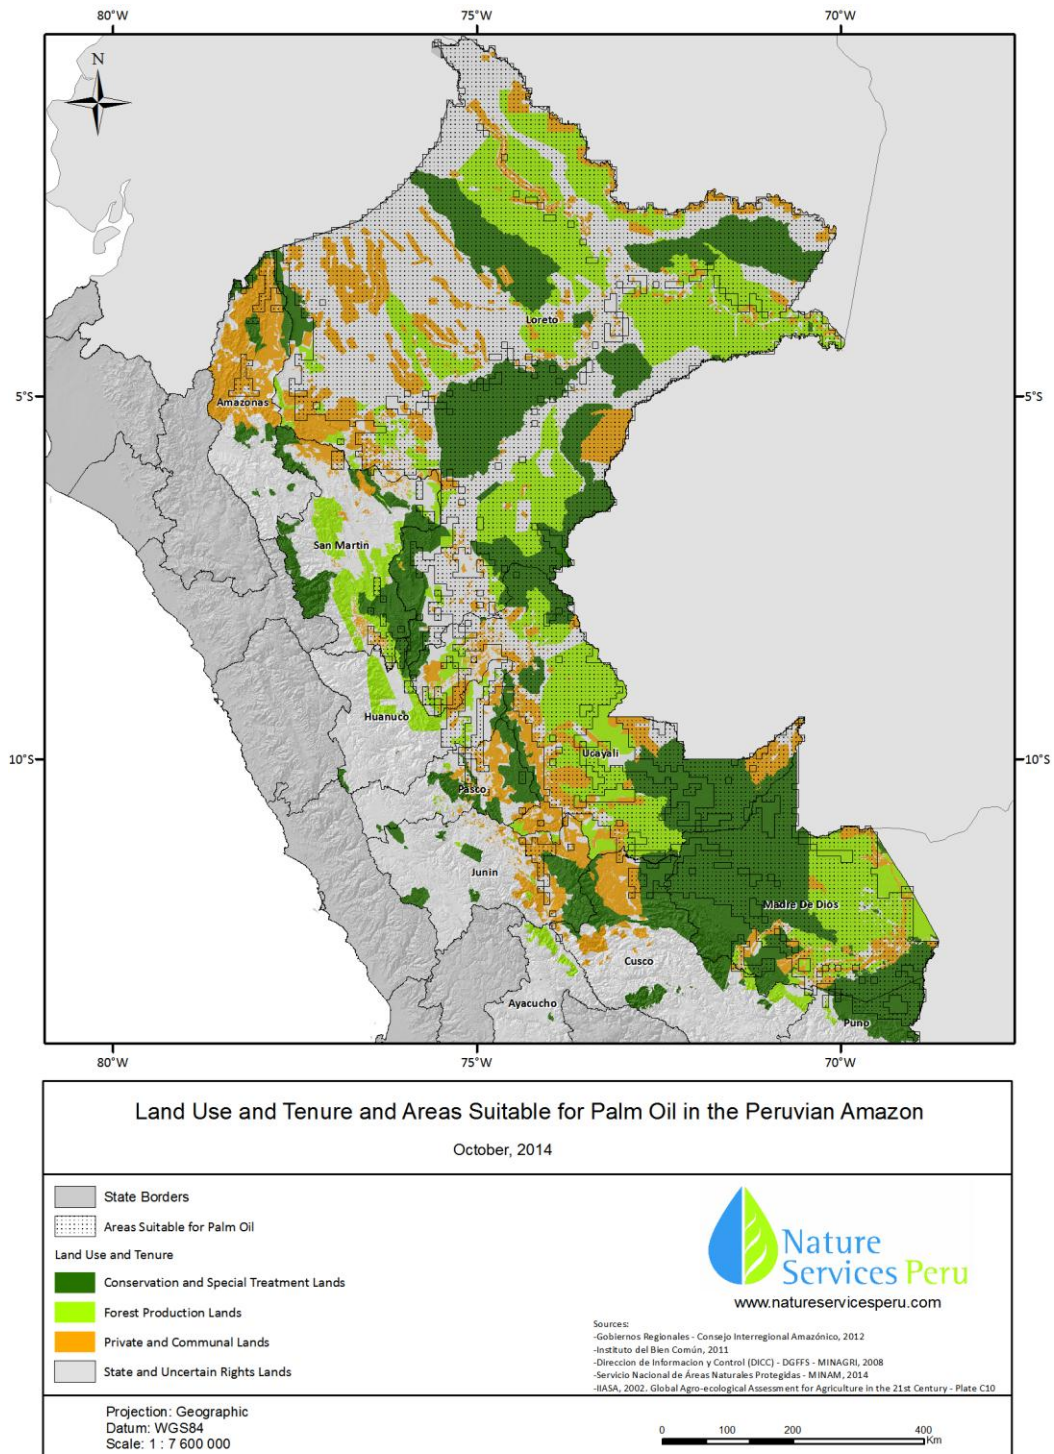 80°W 75°W 70°W
N
Loreto
5°S 5°S
Amazonas
San Martin
Huanuco
Ucayali
10°S 10°S
Pasco
Junin
Madre De Dios
Cusco
Ayacucho
Puno
80°W 75°W 70°W
Land Use and Tenure and Areas Suitable for Palm Oil in the Peruvian Amazon
October, 2014
State Borders
Areas Suitable for Palm Oil
Land Use and Tenure
Conservation and Special Treatment Lands
Forest Production Lands
Private and Communal Lands
State and Uncertain Rights Lands
Nature
Services Peru
www.natureservicesperu.com
Sources:
-Gobiernos Regionales - Consejo Interregional Amazónico, 2012
-Instituto del Bien Común, 2011
-Direccion de Informacion y Control (DICC) - DGFFS - MINAGRI, 2008
-Servicio Nacional de Áreas Naturales Protegidas - MINAM, 2014
-IIASA, 2002. Global Agro-ecological Assessment for Agriculture in the 21st Century - Plate C10
Projection: Geographic
Datum: WGS84
Scale: 1 : 7 600 000
0 100 200 400
Km